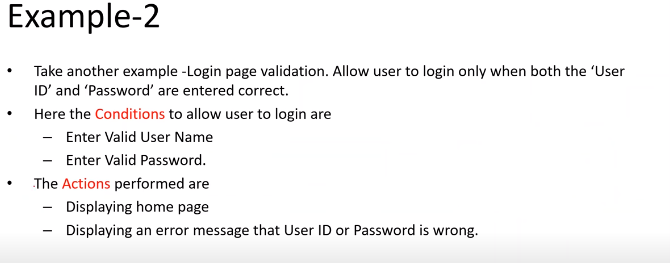 Example-2
• Take another example -Login page validation. Allow user to login only when both the ‘User
ID’ and ‘Password’ are entered correct.
• Here the Conditions to allow user to login are
– Enter Valid User Name
– Enter Valid Password.
• The Actions performed are
– Displaying home page
– Displaying an error message that User ID or Password is wrong.